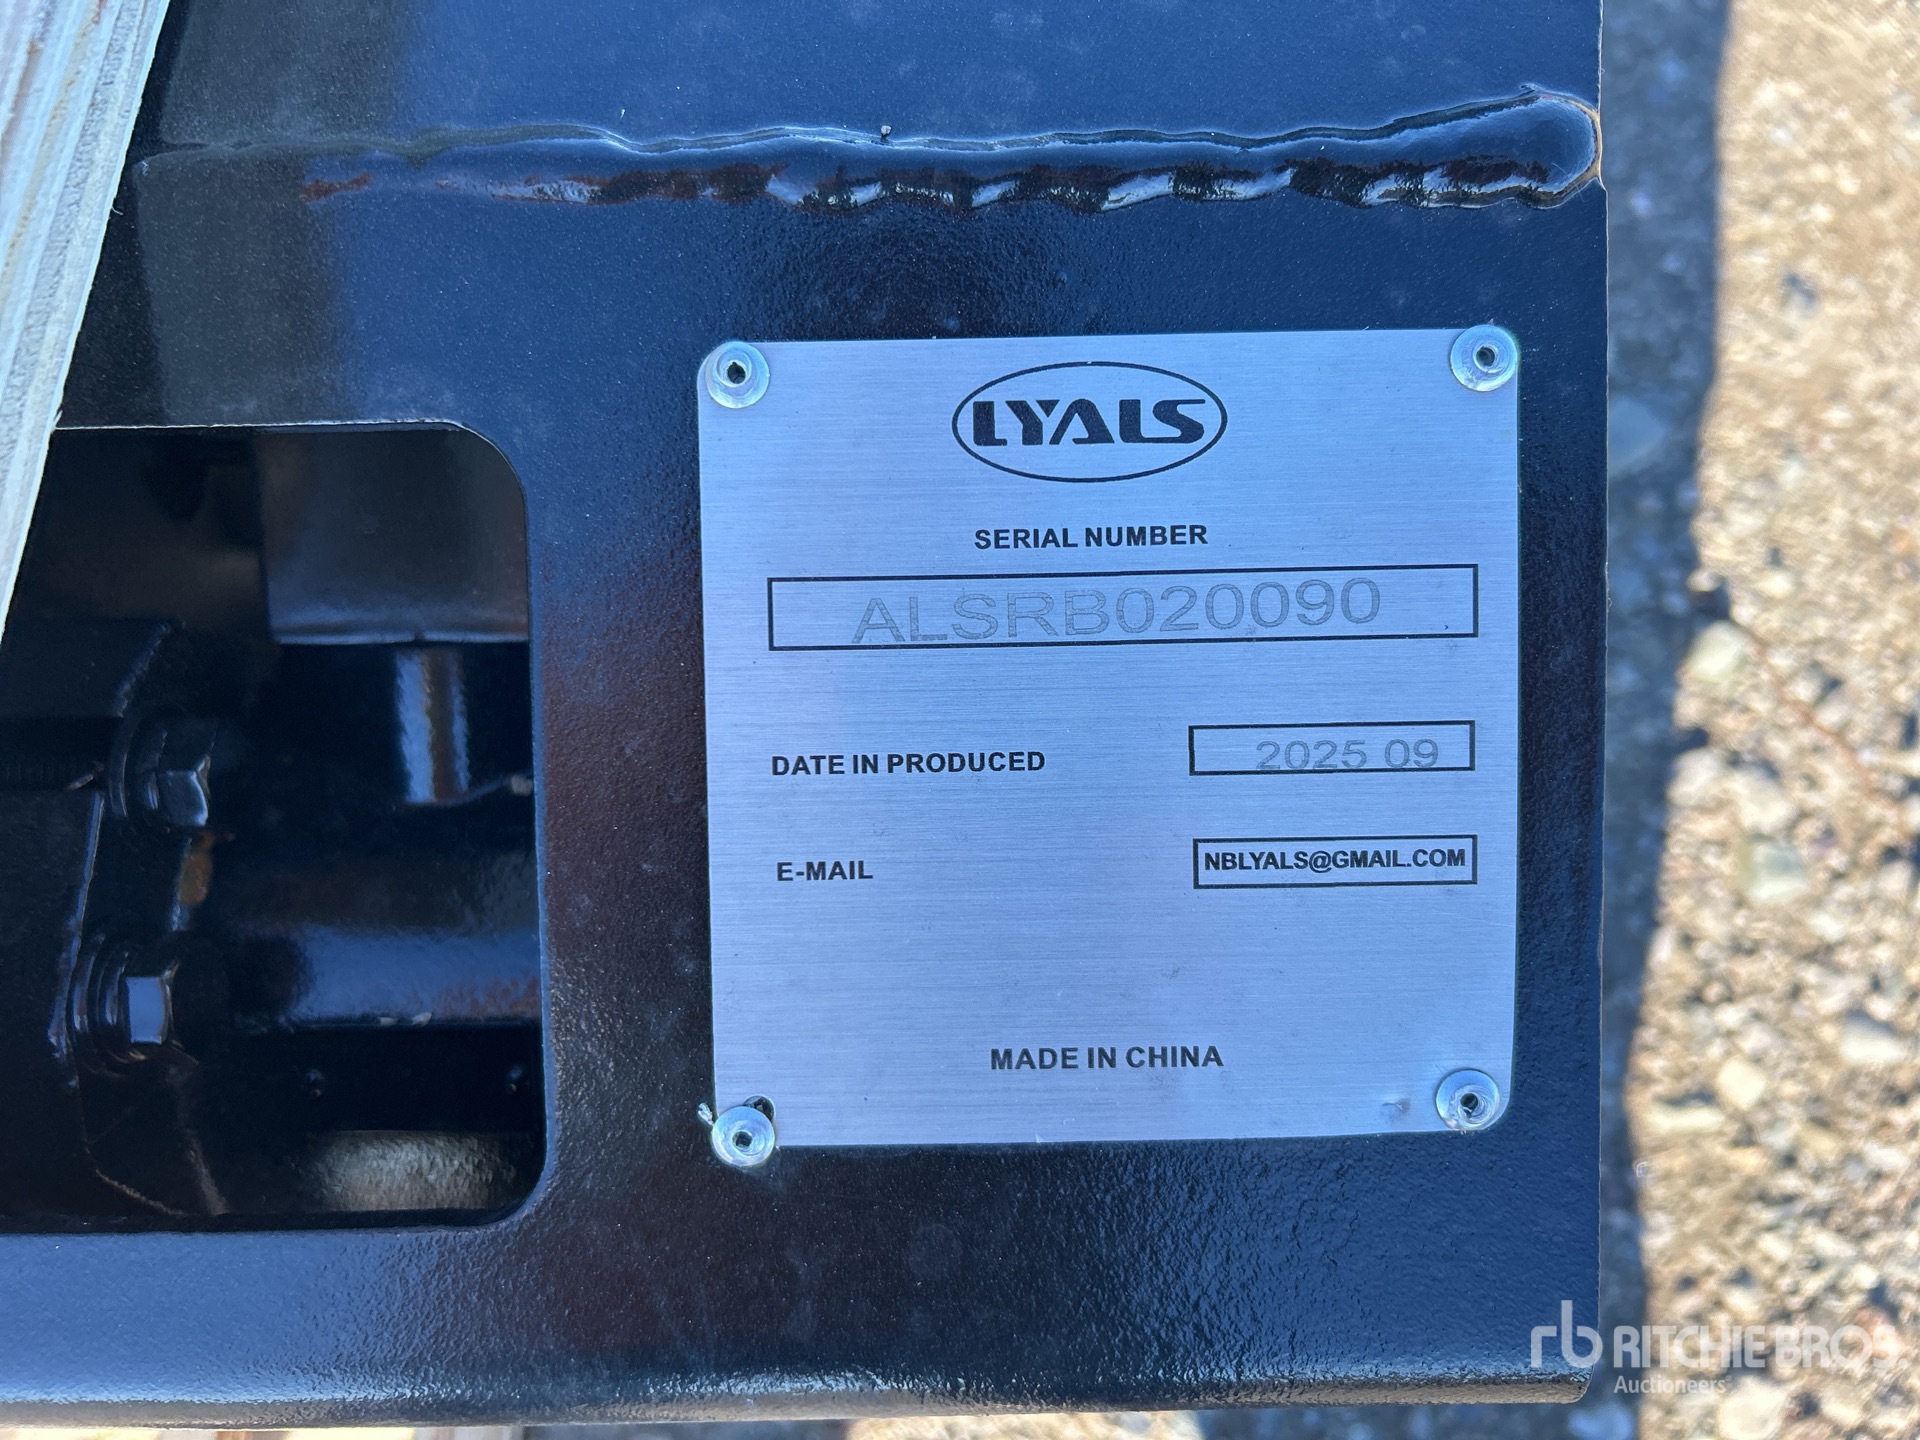 LYALS
SERIAL NUMBER
ALSRB020090
DATE IN PRODUCED 2025 09
E-MAIL NBLYALS@GMAIL.COM
MADE IN CHINA
rb RITCHIE BROS.
Auctioneers